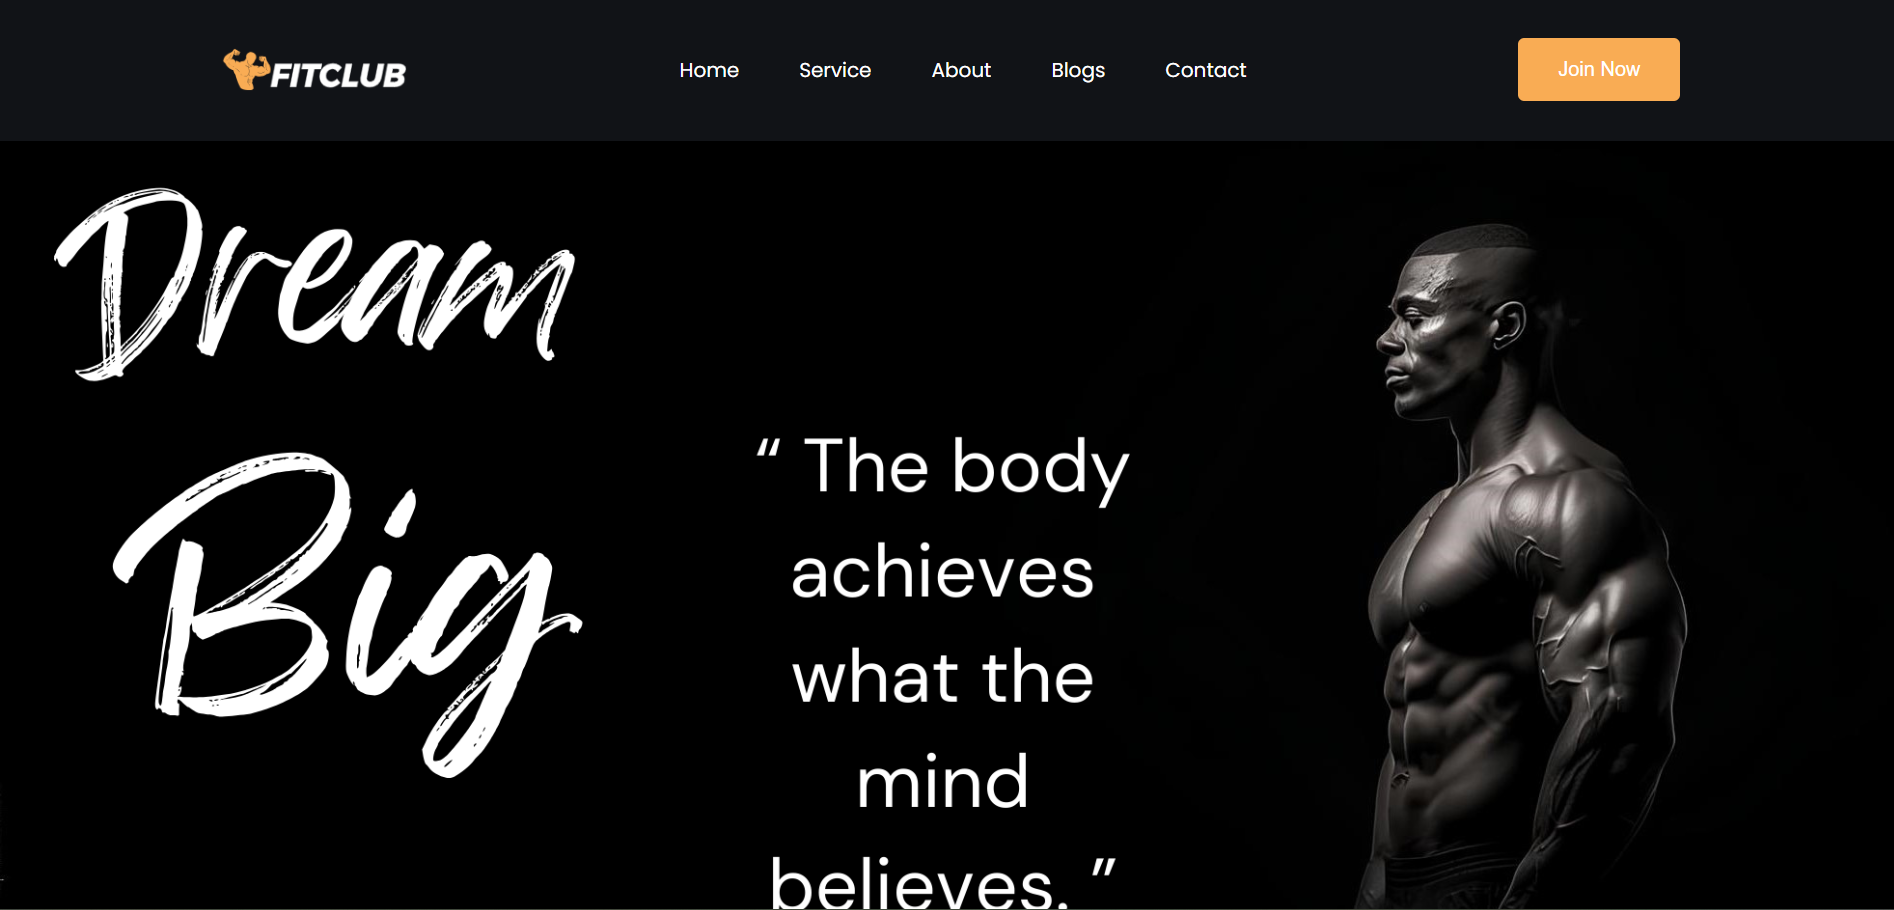 FITCLUB
Home Service About Blogs Contact
Join Now
Dream
Big
“ The body
achieves
what the
mind
believes. ”